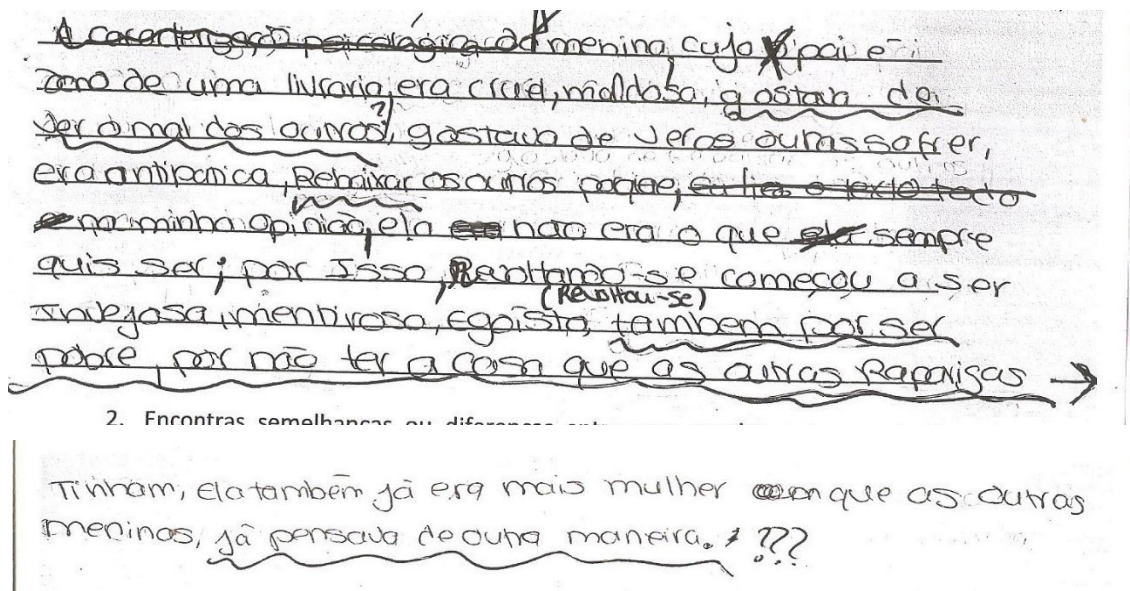 A caracterização psicológica da menina cujo o pai é
dono de uma livraria, era cruel, maldosa, gostava de
ver o mal dos outros?, gostava de ver os outros sofrer,
era antipática, Rebaixar os outros porque, eu li o texto todo
na minha opinião, ela não era o que ela sempre
quis ser; por Isso, Revoltando-se começou a ser
(Revoltou-se)
Invejosa, mentirosa, egoísta, também por ser
pobre, por não ter a casa que as outras Raparigas →
2. Encontras semelhanças ou diferenças
Tinham, ela também já era mais mulher que as outras
meninas, já pensava de outra maneira. ???